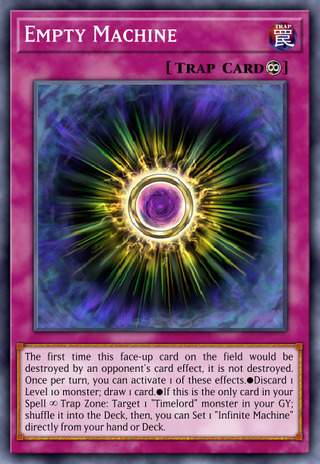 Empty Machine
TRAP
罠
[Trap Card♾]
The first time this face-up card on the field would be
destroyed by an opponent's card effect, it is not destroyed.
Once per turn, you can activate 1 of these effects.●Discard 1
Level 10 monster; draw 1 card.●If this is the only card in your
Spell ∞ Trap Zone: Target 1 "Timelord" monster in your GY;
shuffle it into the Deck, then, you can Set 1 "Infinite Machine"
directly from your hand or Deck.